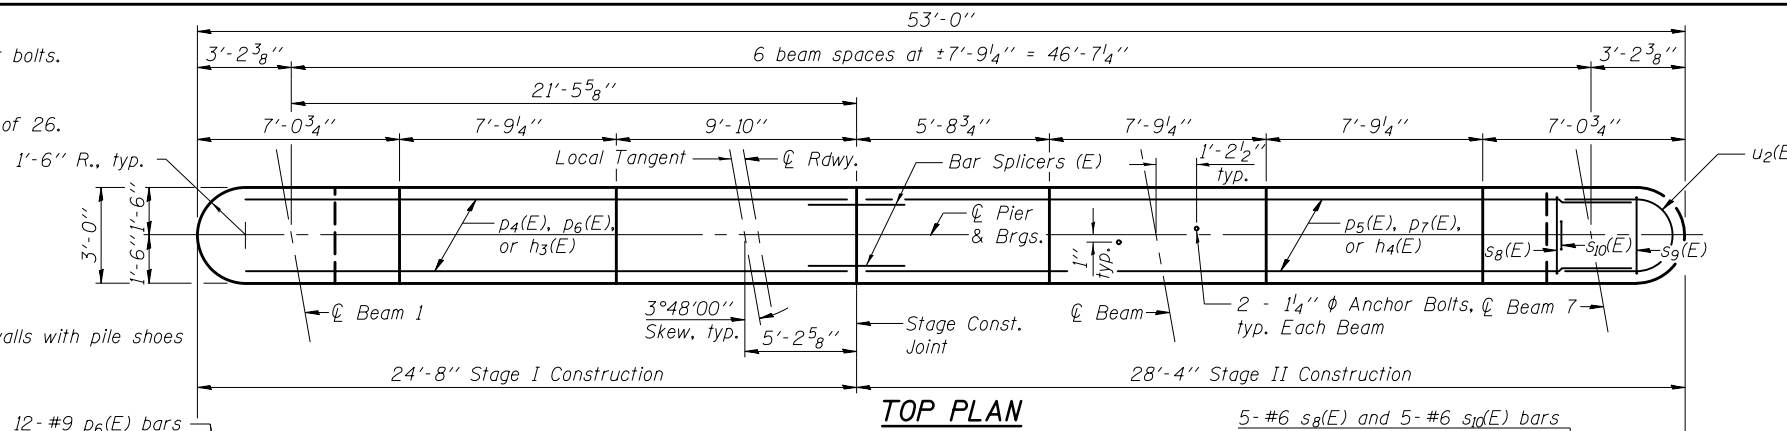 53'-0"
r bolts.
3'-2 3/8"
6 beam spaces at ±7'-9 1/4" = 46'-7 1/4"
3'-2 3/8"
21'-5 5/8"
of 26.
7'-0 3/4"
7'-9 1/4"
9'-10"
5'-8 3/4"
7'-9 1/4"
7'-9 1/4"
7'-0 3/4"
1'-6" R., typ.
Local Tangent
℄ Rdwy.
Bar Splicers (E)
1'-2 1/2"
typ.
u2(E
3'-0"
1'-6"
1'-6"
p4(E), p6(E),
or h3(E)
℄ Pier
& Brgs.
1"
typ.
p5(E), p7(E),
or h4(E)
s8(E)
s10(E)
s9(E)
℄ Beam 1
3°48'00"
Skew, typ.
5'-2 5/8"
Stage Const.
Joint
℄ Beam
2 - 1 1/4" ϕ Anchor Bolts,
typ. Each Beam
℄ Beam 7
valls with pile shoes
24'-8" Stage I Construction
28'-4" Stage II Construction
TOP PLAN
12- #9 p6(E) bars
5- #6 s8(E) and 5- #6 s10(E) bars